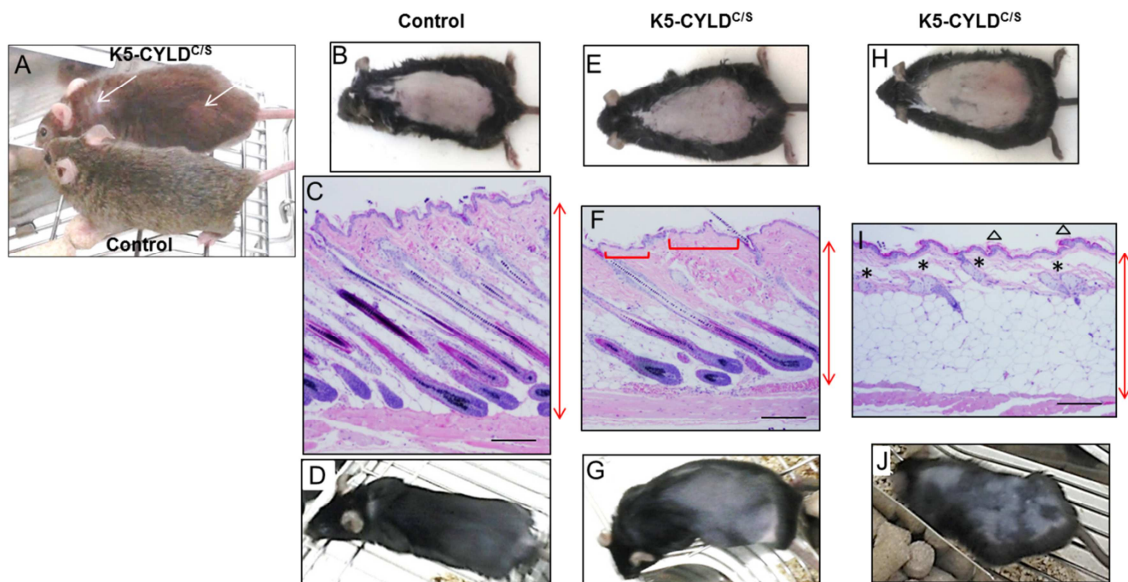 Control
K5-CYLD^C/S
K5-CYLD^C/S
A
K5-CYLD^C/S
Control
B
E
H
C
F
I
*
*
*
*
D
G
J